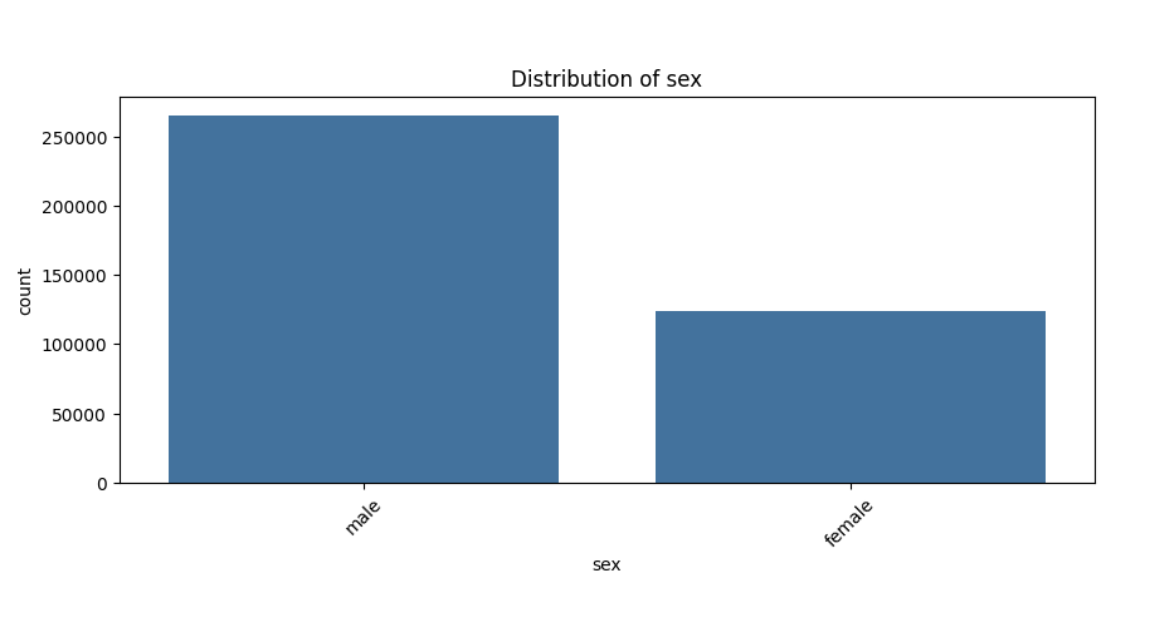 Distribution of sex
250000
200000
150000
100000
50000
0
count
male
female
sex